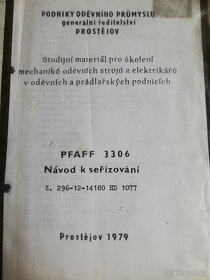 PODNIKY ODĚVNÍHO PRŮMYSLU
generální ředitelství
PROSTĚJOV
Studijní materiál pro školení
mechaniků oděvních strojů a elektrikářů
v oděvních a prádlařských podnicích
PFAFF 3306
Návod k seřizování
č. 296-12-14180 HD 1077
Prostějov 1979